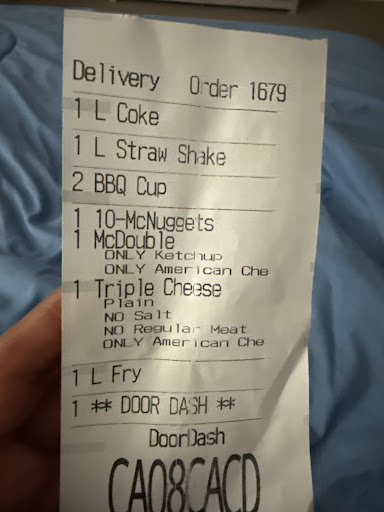 Delivery Order 1679
1 L Coke
1 L Straw Shake
2 BBQ Cup
1 10-McNuggets
1 McDouble
ONLY Ketchup
ONLY American Che
1 Triple Cheese
Plain
NO Salt
NO Regular Meat
ONLY American Che
1 L Fry
1 ** DOOR DASH **
DoorDash
CA08CACD